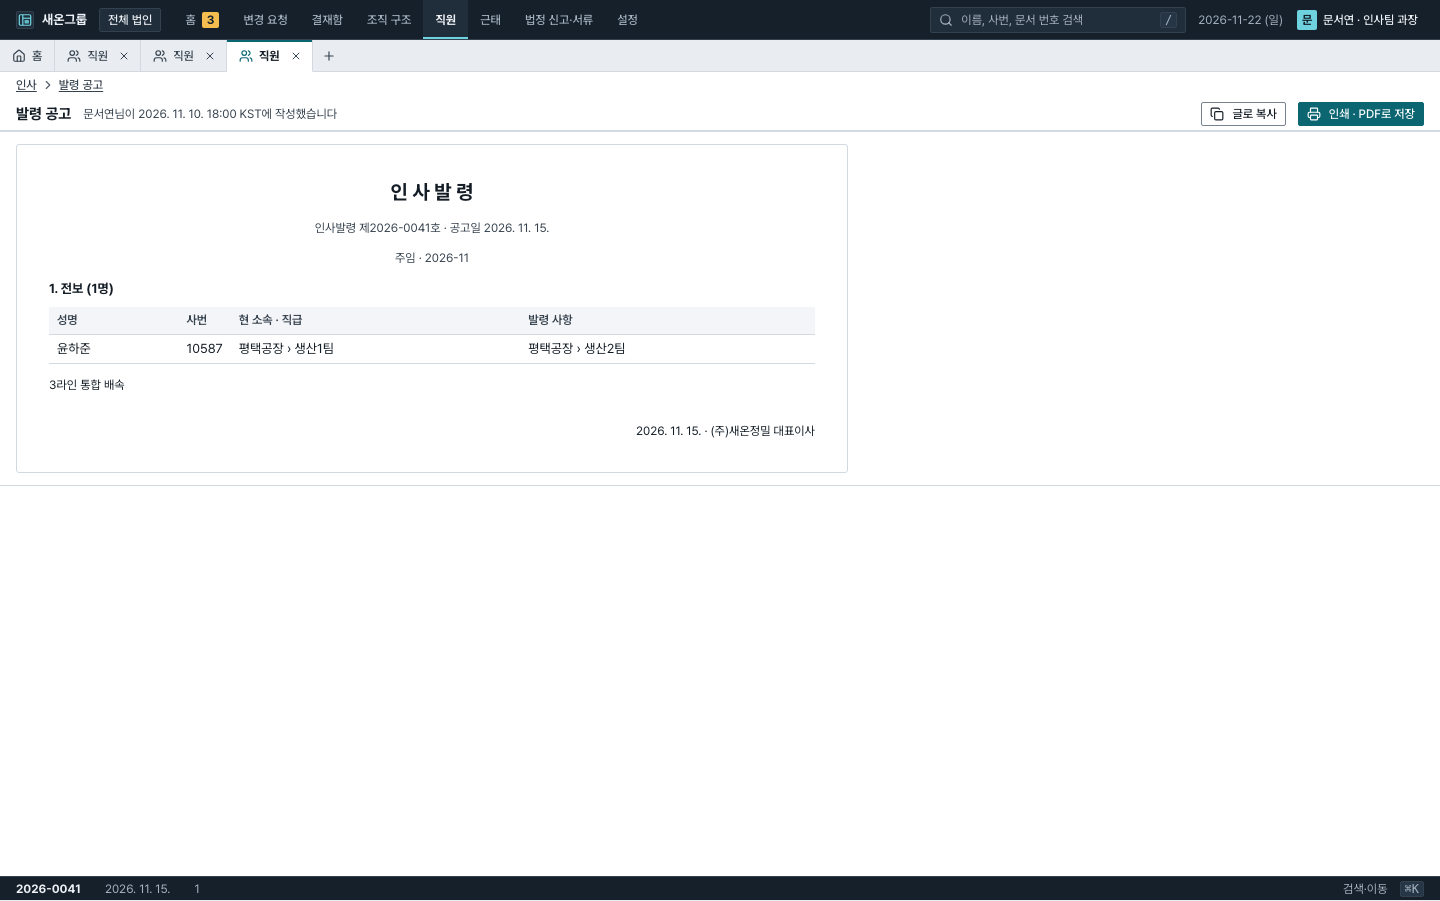 새온그룹 전체 법인 홈 3 변경 요청 결재함 조직 구조 직원 근태 법정 신고·서류 설정 이름, 사번, 문서 번호 검색 / 2026-11-22 (일) 문 문서연 · 인사팀 과장
홈 직원 직원 직원
인사 발령 공고
발령 공고 문서연님이 2026. 11. 10. 18:00 KST에 작성했습니다 글로 복사 인쇄 · PDF로 저장
인 사 발 령
인사발령 제2026-0041호 · 공고일 2026. 11. 15.
주임 · 2026-11
1. 전보 (1명)
성명 사번 현 소속 · 직급 발령 사항
윤하준 10587 평택공장 › 생산1팀 평택공장 › 생산2팀
3라인 통합 배속
2026. 11. 15. · (주)새온정밀 대표이사
2026-0041 2026. 11. 15. 1 검색·이동 ⌘K